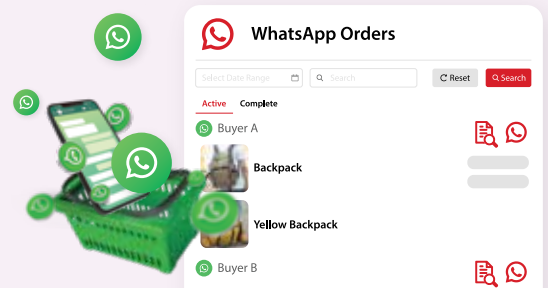 WhatsApp Orders
Select Date Range
Search
Reset
Search
Active Complete
Buyer A
Backpack
Yellow Backpack
Buyer B